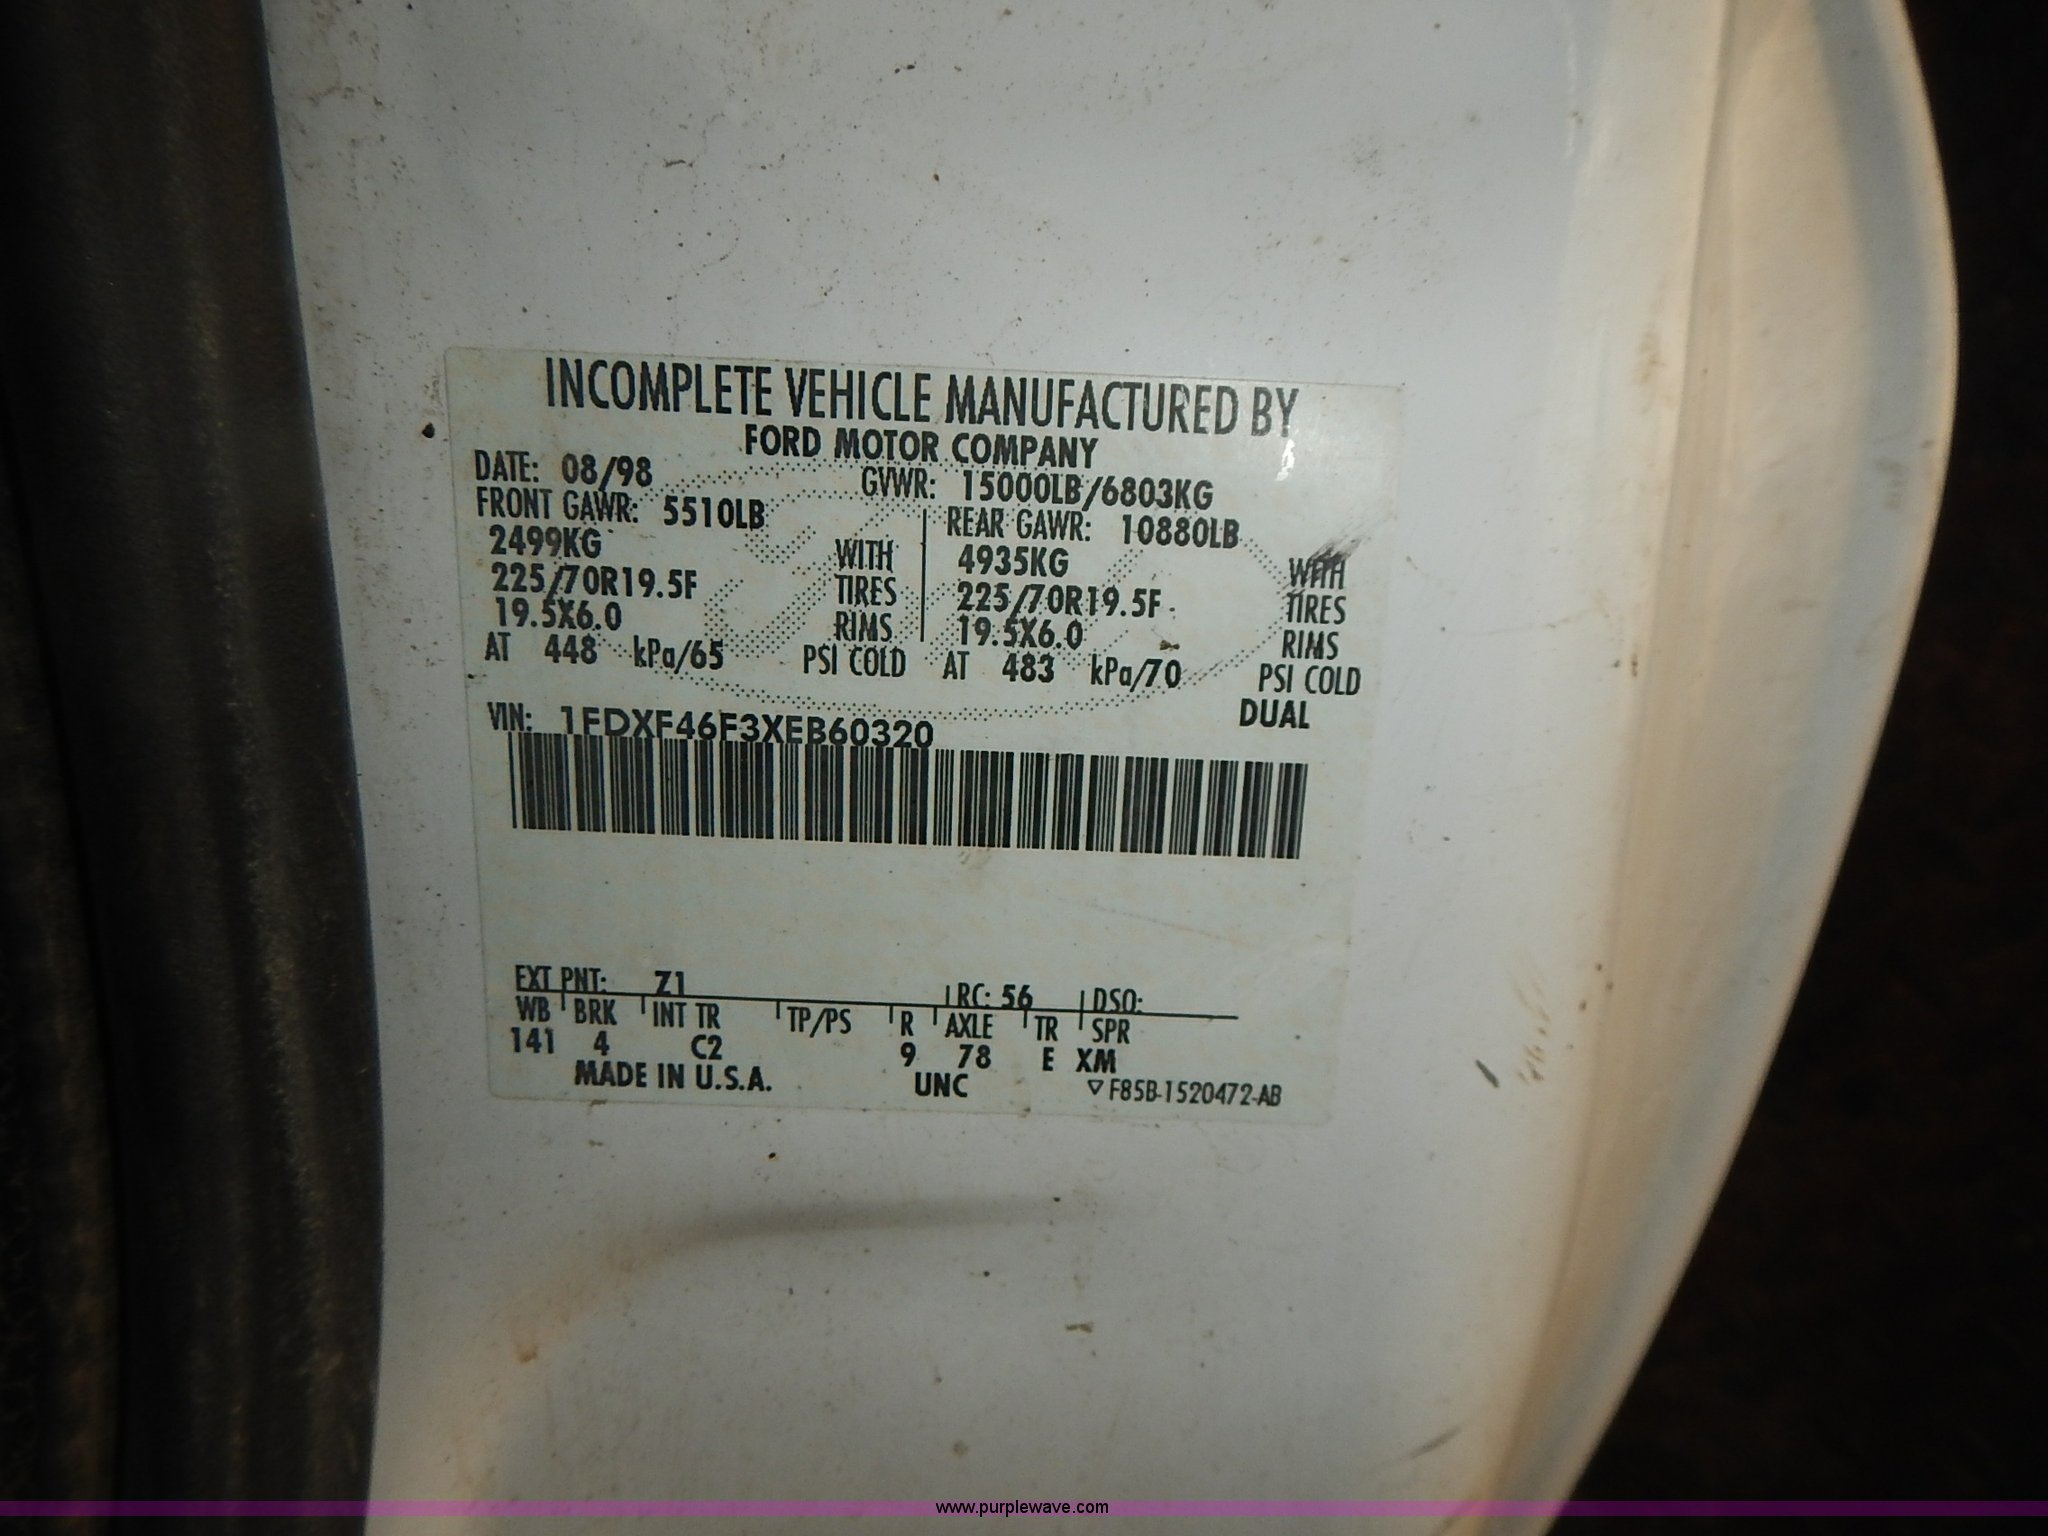 INCOMPLETE VEHICLE MANUFACTURED BY
FORD MOTOR COMPANY
DATE: 08/98 GVWR: 15000LB/6803KG
FRONT GAWR: 5510LB REAR GAWR: 10880LB
2499KG WITH 4935KG WITH
225/70R19.5F TIRES 225/70R19.5F TIRES
19.5X6.0 RIMS 19.5X6.0 RIMS
AT 448 kPa/65 PSI COLD AT 483 kPa/70 PSI COLD
DUAL
VIN: 1FDXF46F3XEB60320
EXT PNT: Z1 RC: 56 DSO:
WB BRK INT TR TP/PS R AXLE TR SPR
141 4 C2 9 78 E XM
MADE IN U.S.A. UNC F85B-1520472-AB
www.purplewave.com